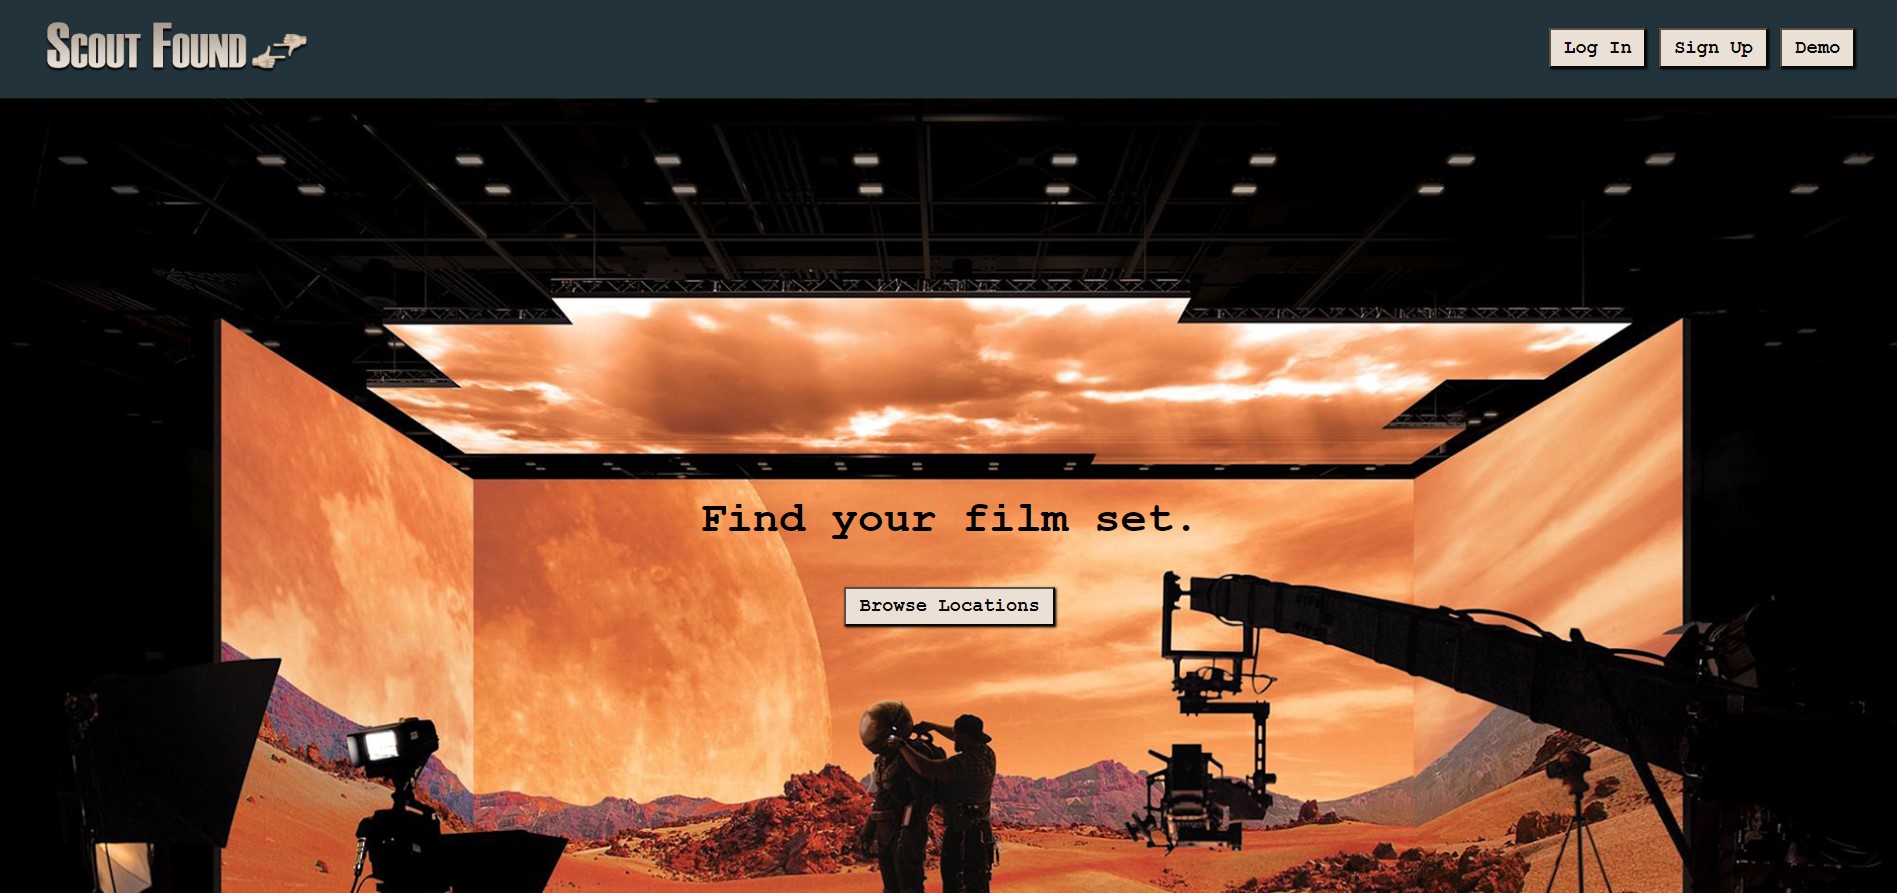 Scout Found
Log In
Sign Up
Demo
Find your film set.
Browse Locations